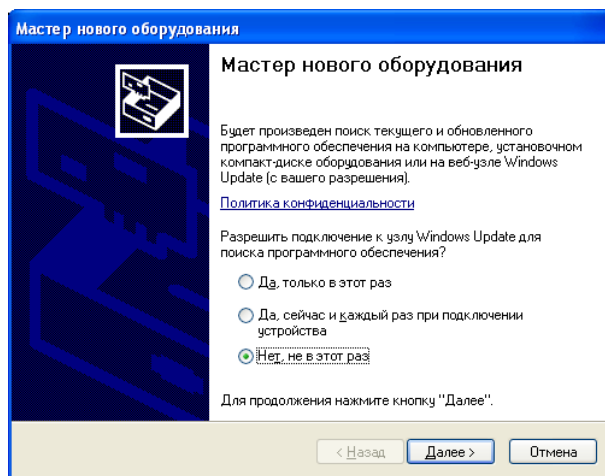 Мастер нового оборудования
Мастер нового оборудования
Будет произведен поиск текущего и обновленного
программного обеспечения на компьютере, установочном
компакт-диске оборудования или на веб-узле Windows
Update (с вашего разрешения).
Политика конфиденциальности
Разрешить подключение к узлу Windows Update для
поиска программного обеспечения?
Да, только в этот раз
Да, сейчас и каждый раз при подключении
устройства
Нет, не в этот раз
Для продолжения нажмите кнопку "Далее".
< Назад Далее > Отмена